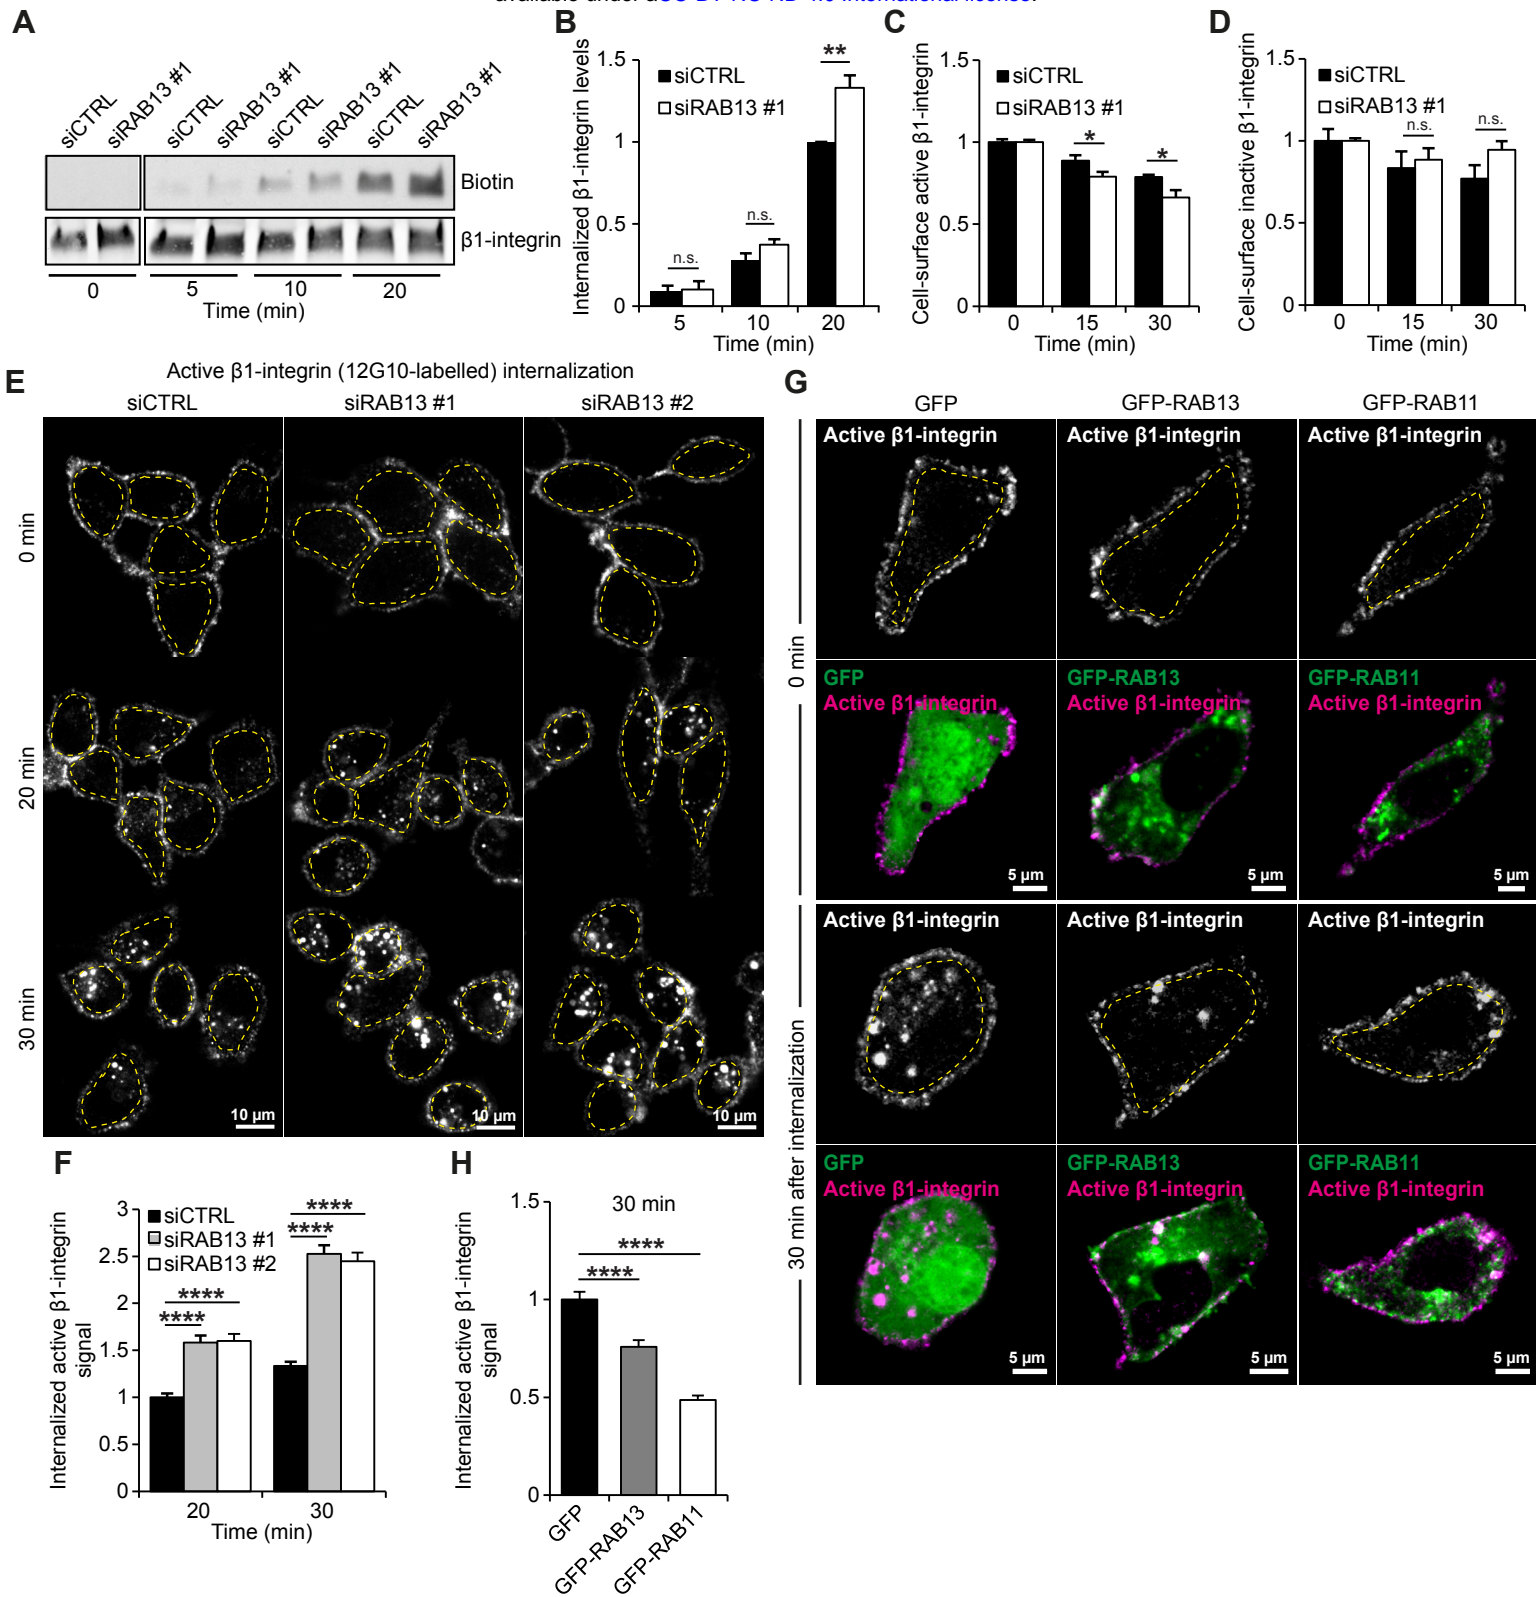 A
siCTRL
siRAB13 #1
siCTRL
siRAB13 #1
siCTRL
siRAB13 #1
siCTRL
siRAB13 #1
Biotin
β1-integrin
0
5
10
20
Time (min)
B
Internalized β1-integrin levels
1.5
1
0.5
0
siCTRL
siRAB13 #1
n.s.
n.s.
**
5
10
20
Time (min)
C
Cell-surface active β1-integrin
1.5
1
0.5
0
siCTRL
siRAB13 #1
*
*
0
15
30
Time (min)
D
Cell-surface inactive β1-integrin
1.5
1
0.5
0
siCTRL
siRAB13 #1
n.s.
n.s.
0
15
30
Time (min)
E
Active β1-integrin (12G10-labelled) internalization
siCTRL
siRAB13 #1
siRAB13 #2
0 min
20 min
30 min
10 µm
10 µm
10 µm
F
Internalized active β1-integrin
signal
3
2.5
2
1.5
1
0.5
0
siCTRL
siRAB13 #1
siRAB13 #2
****
****
****
****
20
30
Time (min)
G
GFP
GFP-RAB13
GFP-RAB11
0 min
Active β1-integrin
Active β1-integrin
Active β1-integrin
GFP
Active β1-integrin
GFP-RAB13
Active β1-integrin
GFP-RAB11
Active β1-integrin
5 µm
5 µm
5 µm
30 min after internalization
Active β1-integrin
Active β1-integrin
Active β1-integrin
GFP
Active β1-integrin
GFP-RAB13
Active β1-integrin
GFP-RAB11
Active β1-integrin
5 µm
5 µm
5 µm
H
Internalized active β1-integrin
signal
30 min
1.5
1
0.5
0
****
****
GFP
GFP-RAB13
GFP-RAB11